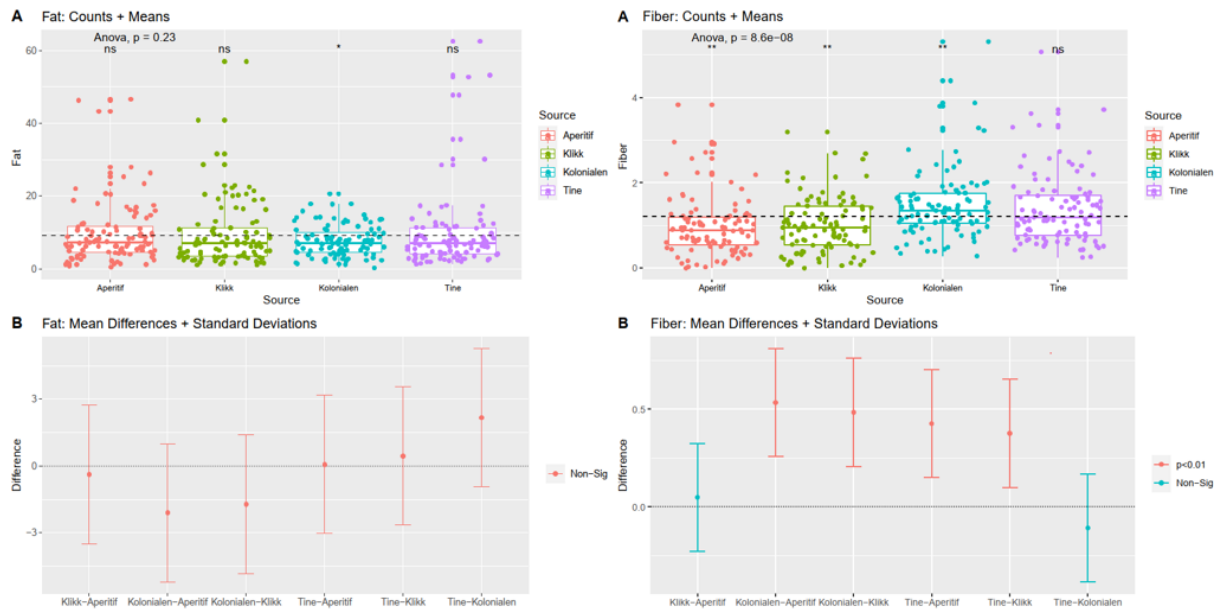 A Fat: Counts + Means
Anova, p = 0.23
ns ns * ns
60
40
20
0
Fat
Aperitif Klikk Kolonialen Tine
Source
Source
Aperitif
Klikk
Kolonialen
Tine
A Fiber: Counts + Means
Anova, p = 8.6e−08
** ** ** ns
4
2
0
Fiber
Aperitif Klikk Kolonialen Tine
Source
Source
Aperitif
Klikk
Kolonialen
Tine
B Fat: Mean Differences + Standard Deviations
3
0
−3
Difference
Klikk−Aperitif Kolonialen−Aperitif Kolonialen−Klikk Tine−Aperitif Tine−Klikk Tine−Kolonialen
Non−Sig
B Fiber: Mean Differences + Standard Deviations
0.5
0.0
Difference
Klikk−Aperitif Kolonialen−Aperitif Kolonialen−Klikk Tine−Aperitif Tine−Klikk Tine−Kolonialen
p<0.01
Non−Sig